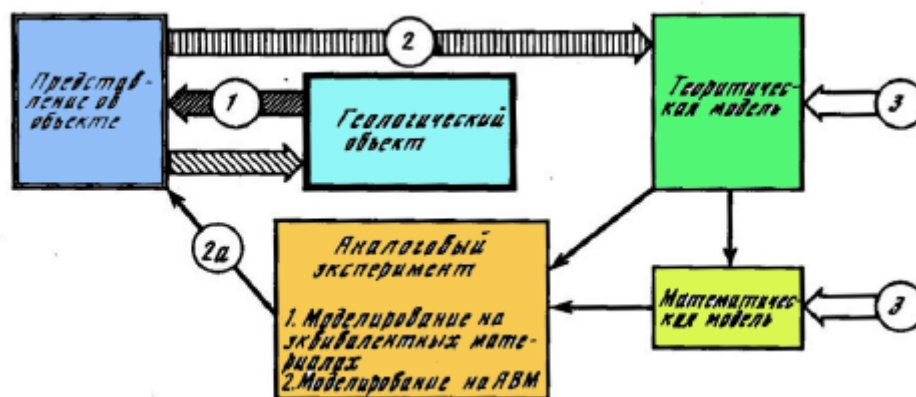 Представ-
ление об
объекте
2
1
Геологический
объект
Теоритичес-
кая модель
3
2а
Аналоговый
эксперимент
1. Моделирование на
эквивалентных мате-
риалах
2. Моделирование на АВМ
Математичес-
кая модель
3